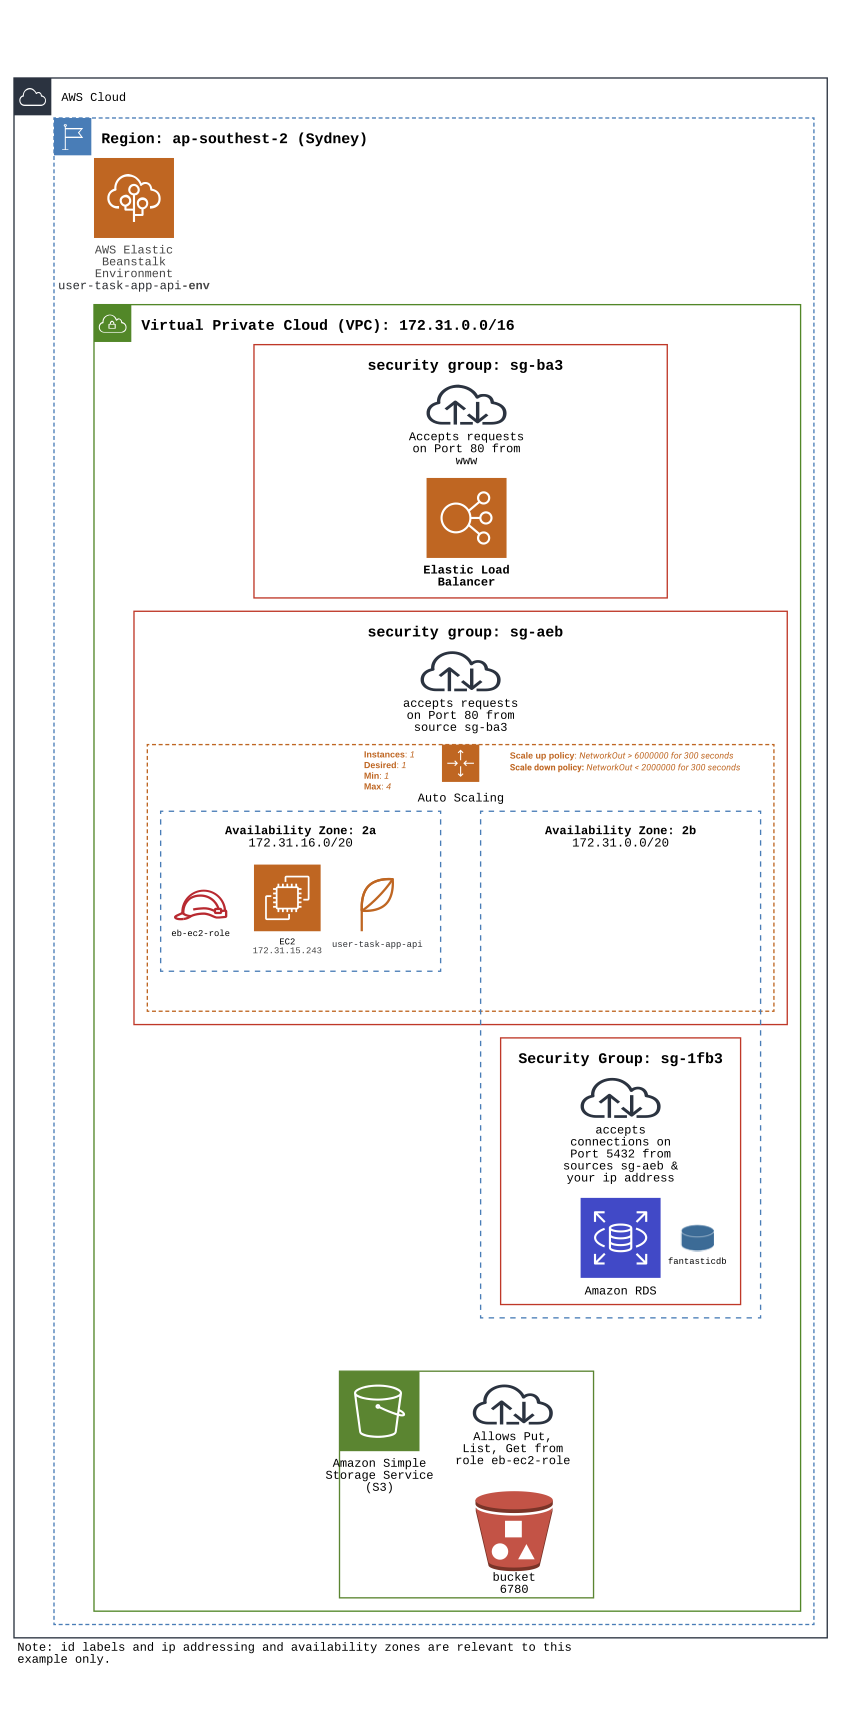 AWS Cloud
Region: ap-southest-2 (Sydney)
AWS Elastic
Beanstalk
Environment
user-task-app-api-env
Virtual Private Cloud (VPC): 172.31.0.0/16
security group: sg-ba3
Accepts requests
on Port 80 from
www
Elastic Load
Balancer
security group: sg-aeb
accepts requests
on Port 80 from
source sg-ba3
Instances: 1
Desired: 1
Min: 1
Max: 4
Auto Scaling
Scale up policy: NetworkOut > 6000000 for 300 seconds
Scale down policy: NetworkOut < 2000000 for 300 seconds
Availability Zone: 2a
172.31.16.0/20
eb-ec2-role
EC2
172.31.15.243
user-task-app-api
Availability Zone: 2b
172.31.0.0/20
Security Group: sg-1fb3
accepts
connections on
Port 5432 from
sources sg-aeb &
your ip address
Amazon RDS
fantasticdb
Amazon Simple
Storage Service
(S3)
Allows Put,
List, Get from
role eb-ec2-role
bucket
6780
Note: id labels and ip addressing and availability zones are relevant to this
example only.